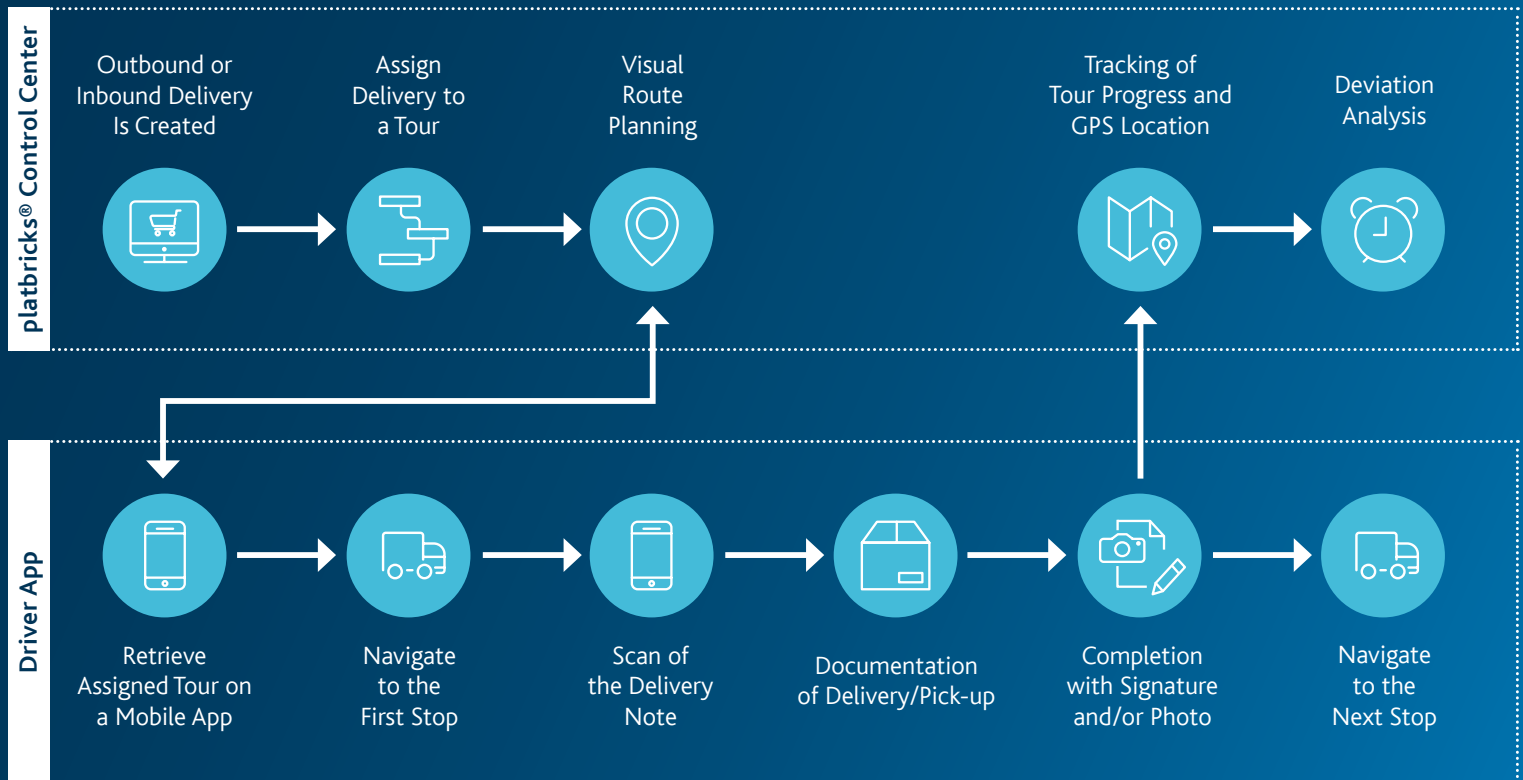 platbricks® Control Center
Outbound or
Inbound Delivery
Is Created
Assign
Delivery to
a Tour
Visual
Route
Planning
Tracking of
Tour Progress and
GPS Location
Deviation
Analysis
Driver App
Retrieve
Assigned Tour on
a Mobile App
Navigate
to the
First Stop
Scan of
the Delivery
Note
Documentation
of Delivery/Pick-up
Completion
with Signature
and/or Photo
Navigate
to the
Next Stop